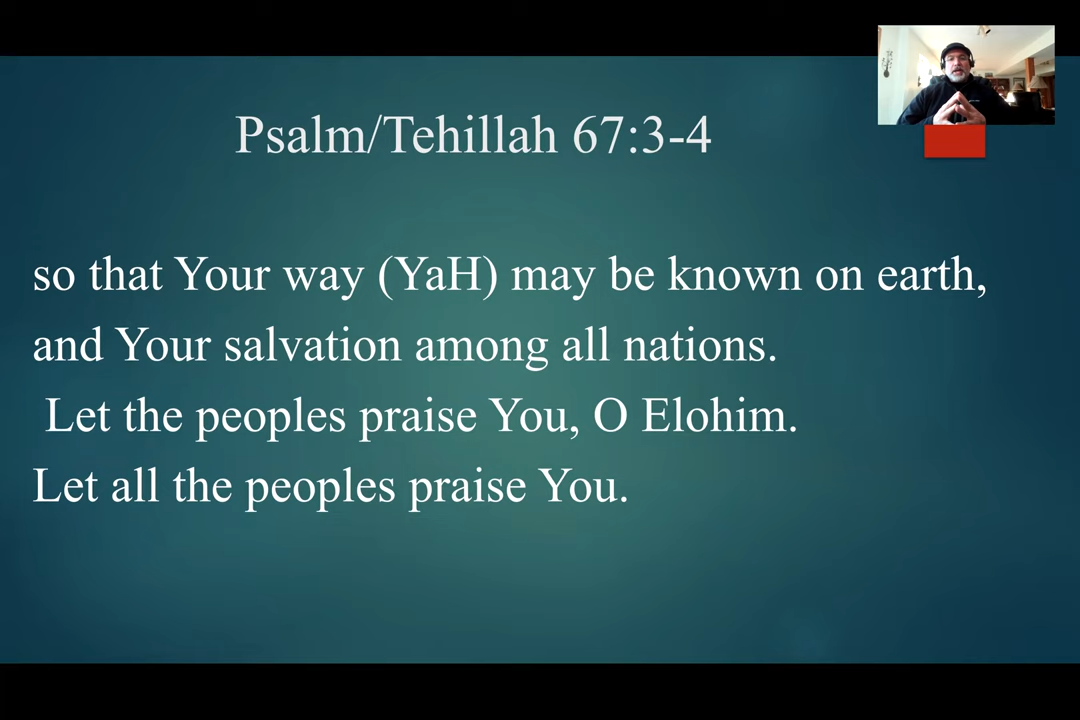 Psalm/Tehillah 67:3-4
so that Your way (YaH) may be known on earth,
and Your salvation among all nations.
Let the peoples praise You, O Elohim.
Let all the peoples praise You.